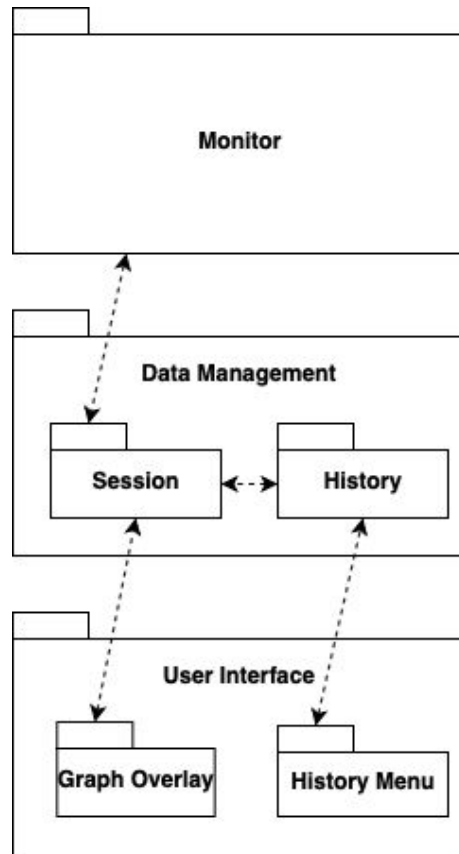 Monitor
Data Management
Session
History
User Interface
Graph Overlay
History Menu